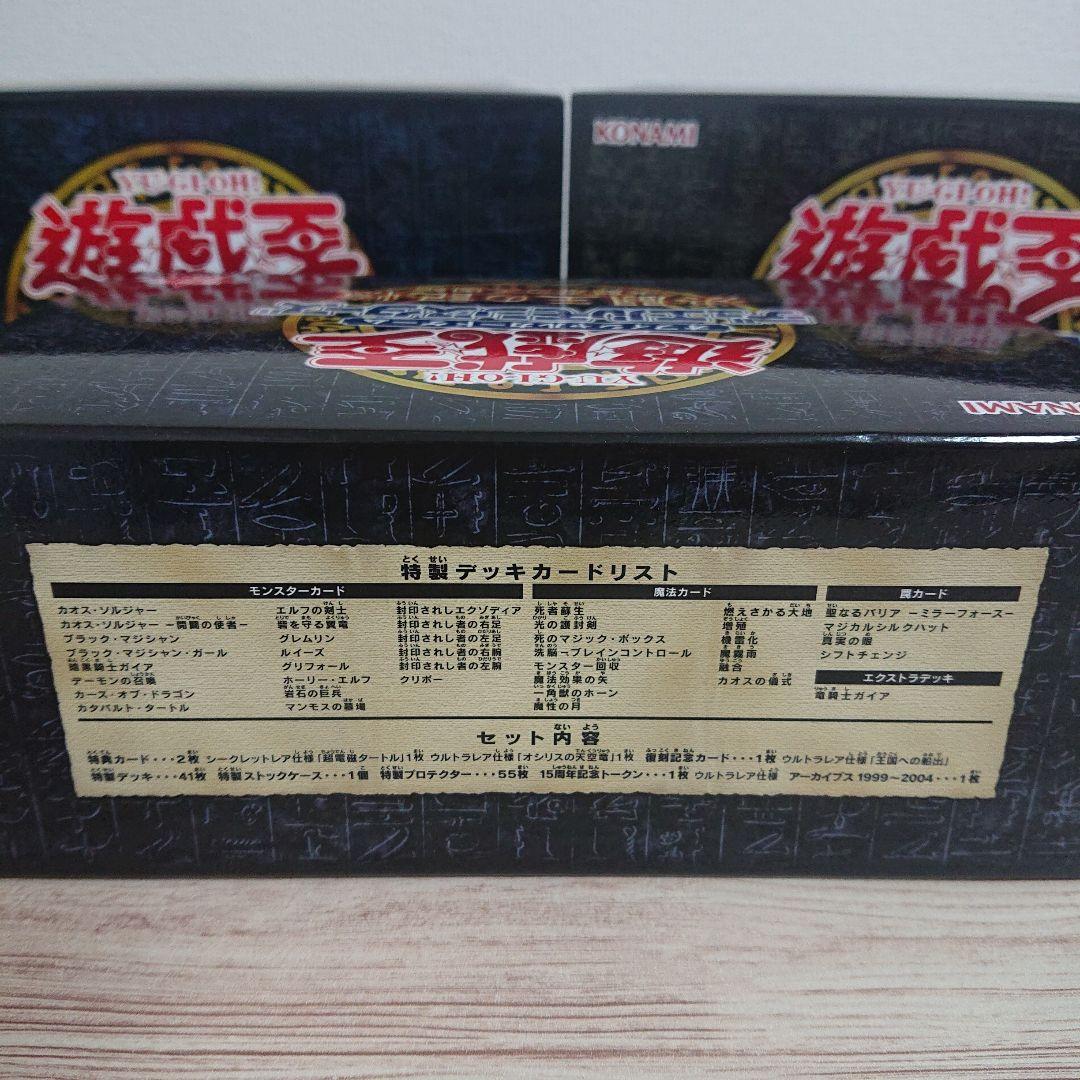 YU-GI-OH!
遊戯王
KONAMI
YU-GI-OH!
遊戯王
遊戯王
YU-GI-OH!
特製デッキカードリスト
モンスターカード
カオス・ソルジャー
カオス・ソルジャー －開闢の使者－
ブラック・マジシャン
ブラック・マジシャン・ガール
暗黒騎士ガイア
デーモンの召喚
カース・オブ・ドラゴン
カタパルト・タートル
エルフの剣士
砦を守る翼竜
グレムリン
ルイーズ
グリフォール
ホーリー・エルフ
岩石の巨兵
マンモスの墓場
封印されしエクゾディア
封印されし者の右足
封印されし者の左足
封印されし者の右腕
封印されし者の左腕
クリボー
魔法カード
死者蘇生
光の護封剣
死のマジック・ボックス
洗脳－ブレインコントロール
モンスター回収
魔法効果の矢
一角獣のホーン
魔性の月
燃えさかる大地
増殖
機雷化
魔霧雨
融合
カオスの儀式
罠カード
聖なるバリア －ミラーフォース－
マジカルシルクハット
真実の眼
シフトチェンジ
エクストラデッキ
竜騎士ガイア
セット内容
特典カード・・・2枚 シークレットレア仕様「超電磁タートル」1枚 ウルトラレア仕様「オシリスの天空竜」1枚 復刻記念カード・・・1枚 ウルトラレア仕様「王国への船出」
特製デッキ・・・41枚 特製ストックケース・・・1個 特製プロテクター・・・55枚 15周年記念トークン・・・1枚 ウルトラレア仕様 アーカイブス1999～2004・・・1枚